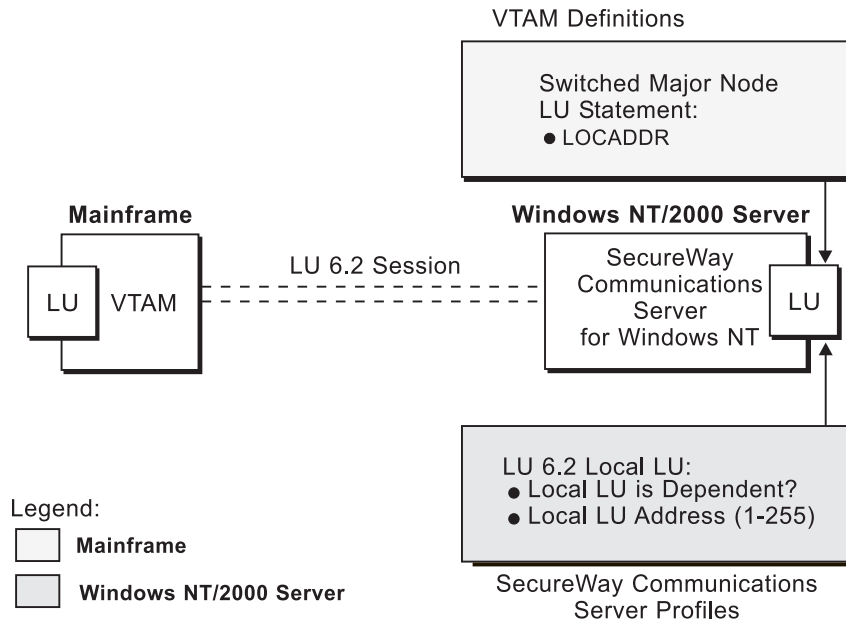 VTAM Definitions
Switched Major Node
LU Statement:
● LOCADDR
Mainframe
Windows NT/2000 Server
LU
VTAM
LU 6.2 Session
SecureWay
Communications
Server
for Windows NT
LU
LU 6.2 Local LU:
● Local LU is Dependent?
● Local LU Address (1-255)
Legend:
Mainframe
Windows NT/2000 Server
SecureWay Communications
Server Profiles